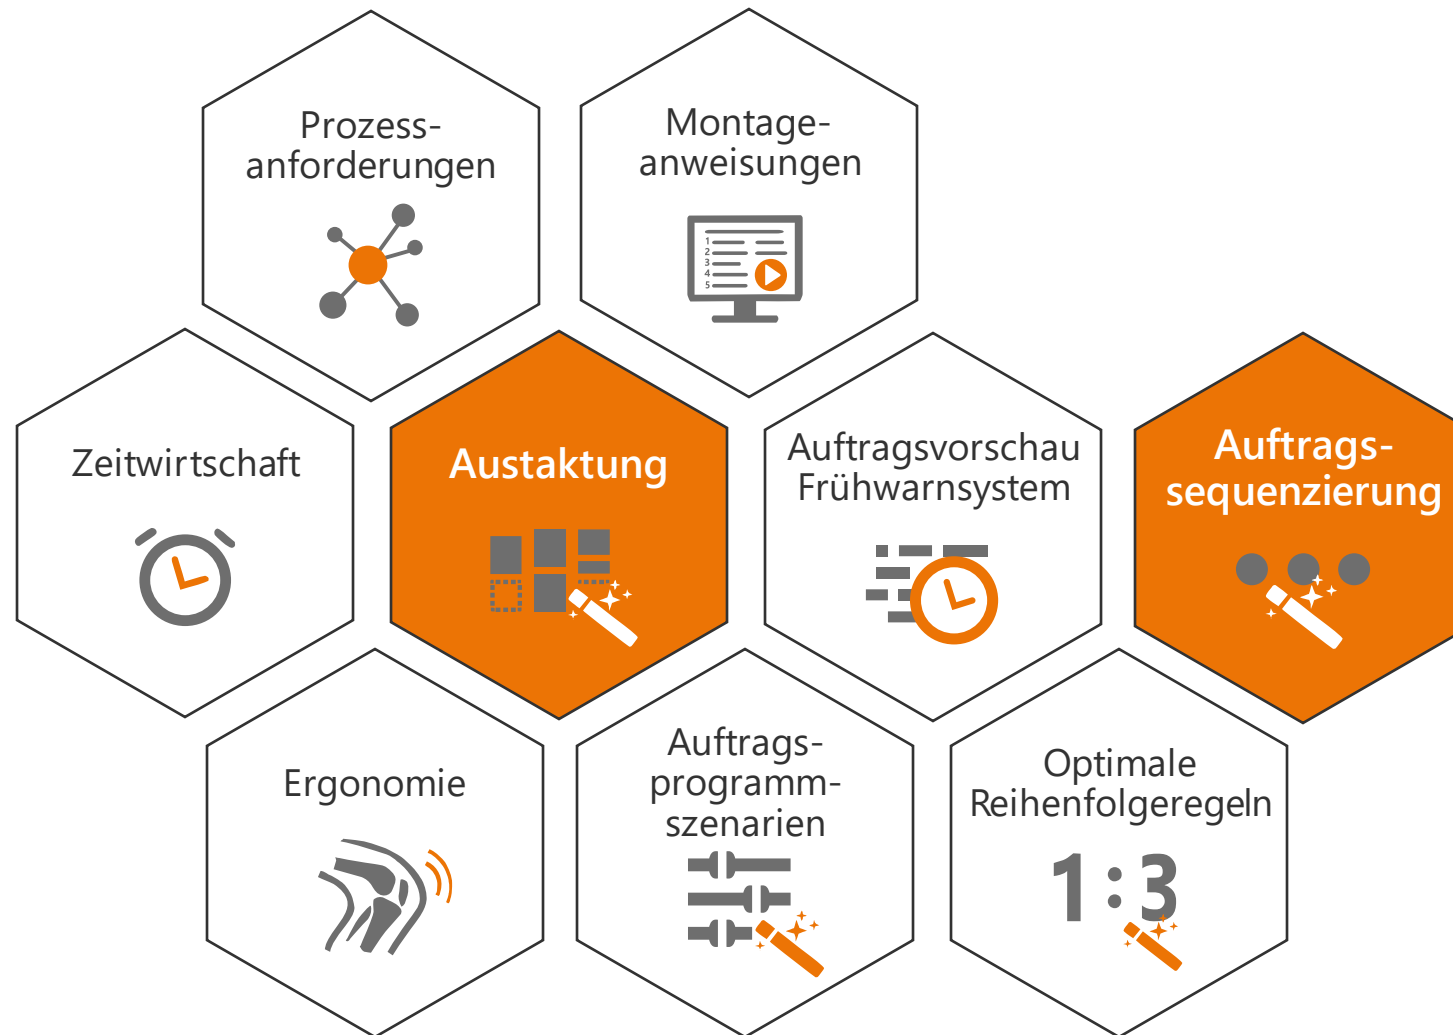 Prozess-
anforderungen
Montage-
anweisungen
1
2
3
4
5
Zeitwirtschaft
Austaktung
Auftragsvorschau
Frühwarnsystem
Auftrags-
sequenzierung
Ergonomie
Auftrags-
programm-
szenarien
Optimale
Reihenfolgeregeln
1:3